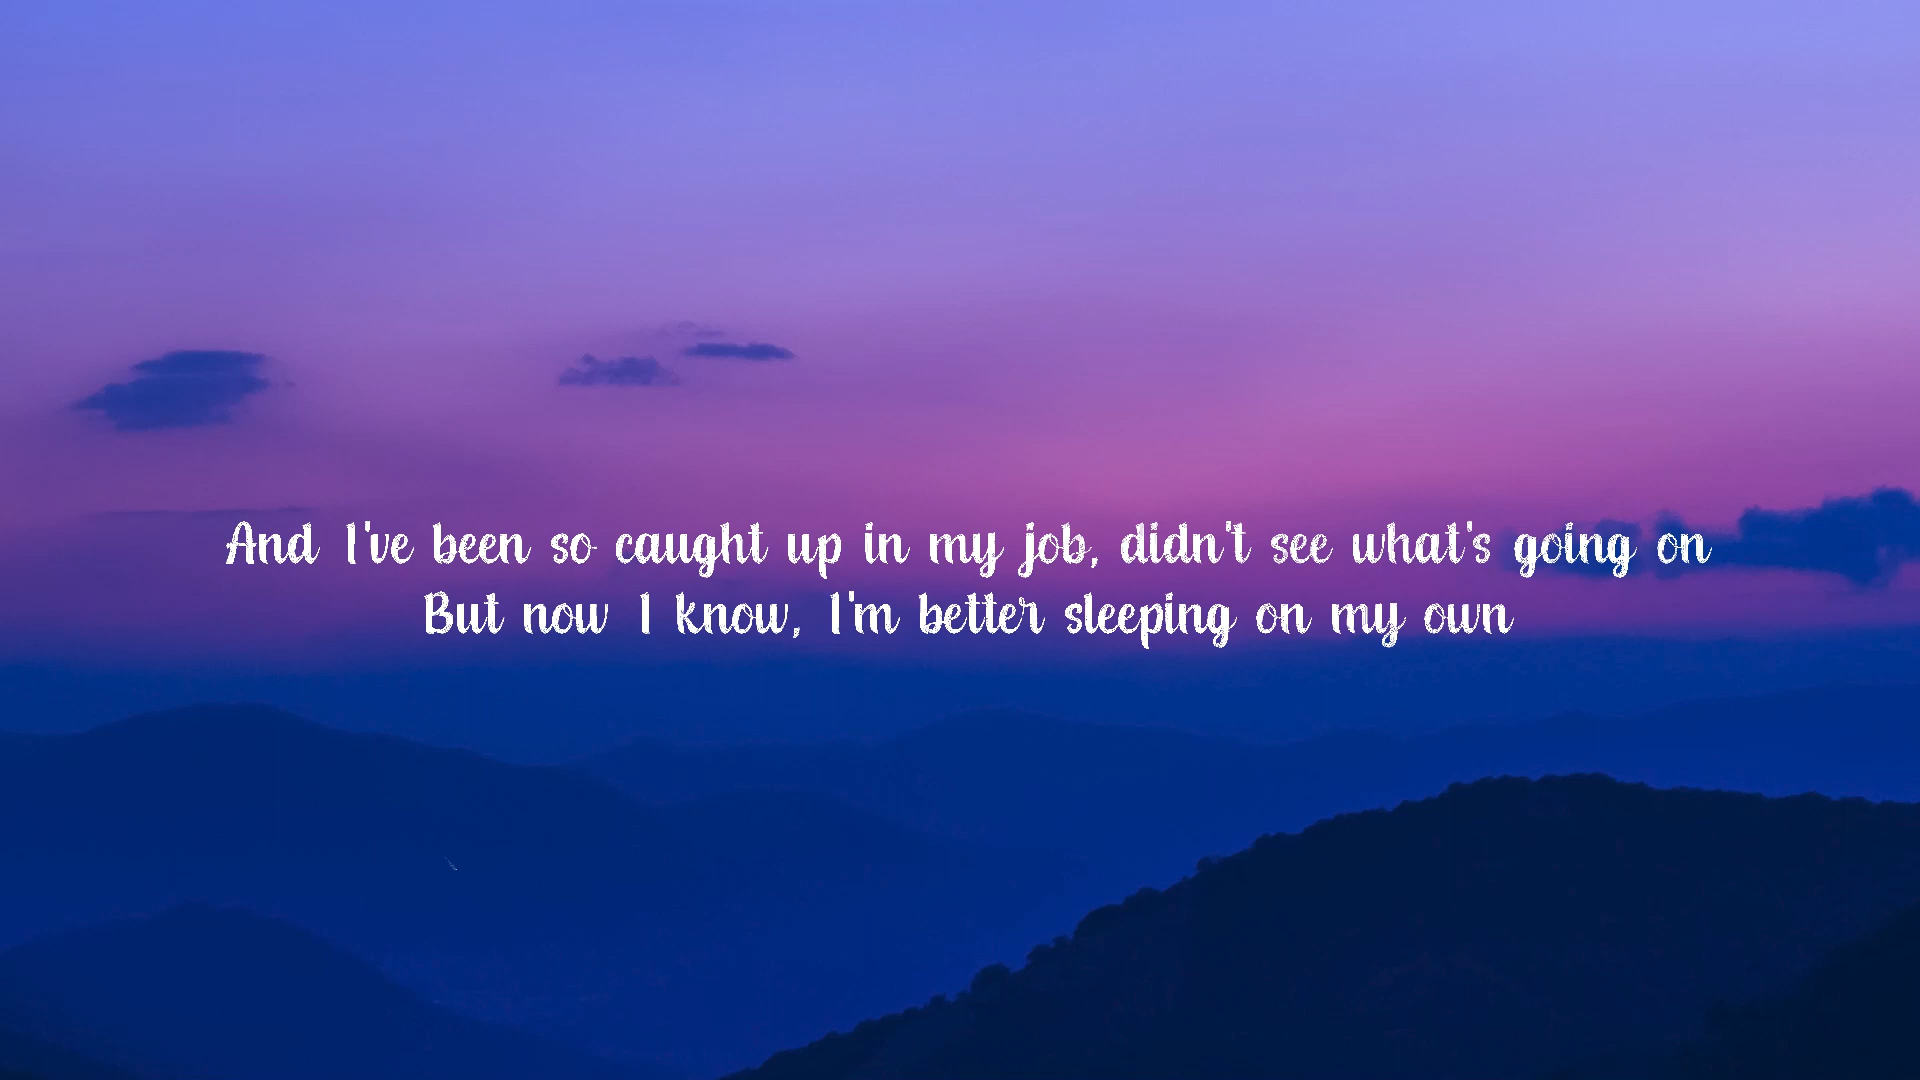 And I've been so caught up in my job, didn't see what's going on
But now I know, I'm better sleeping on my own